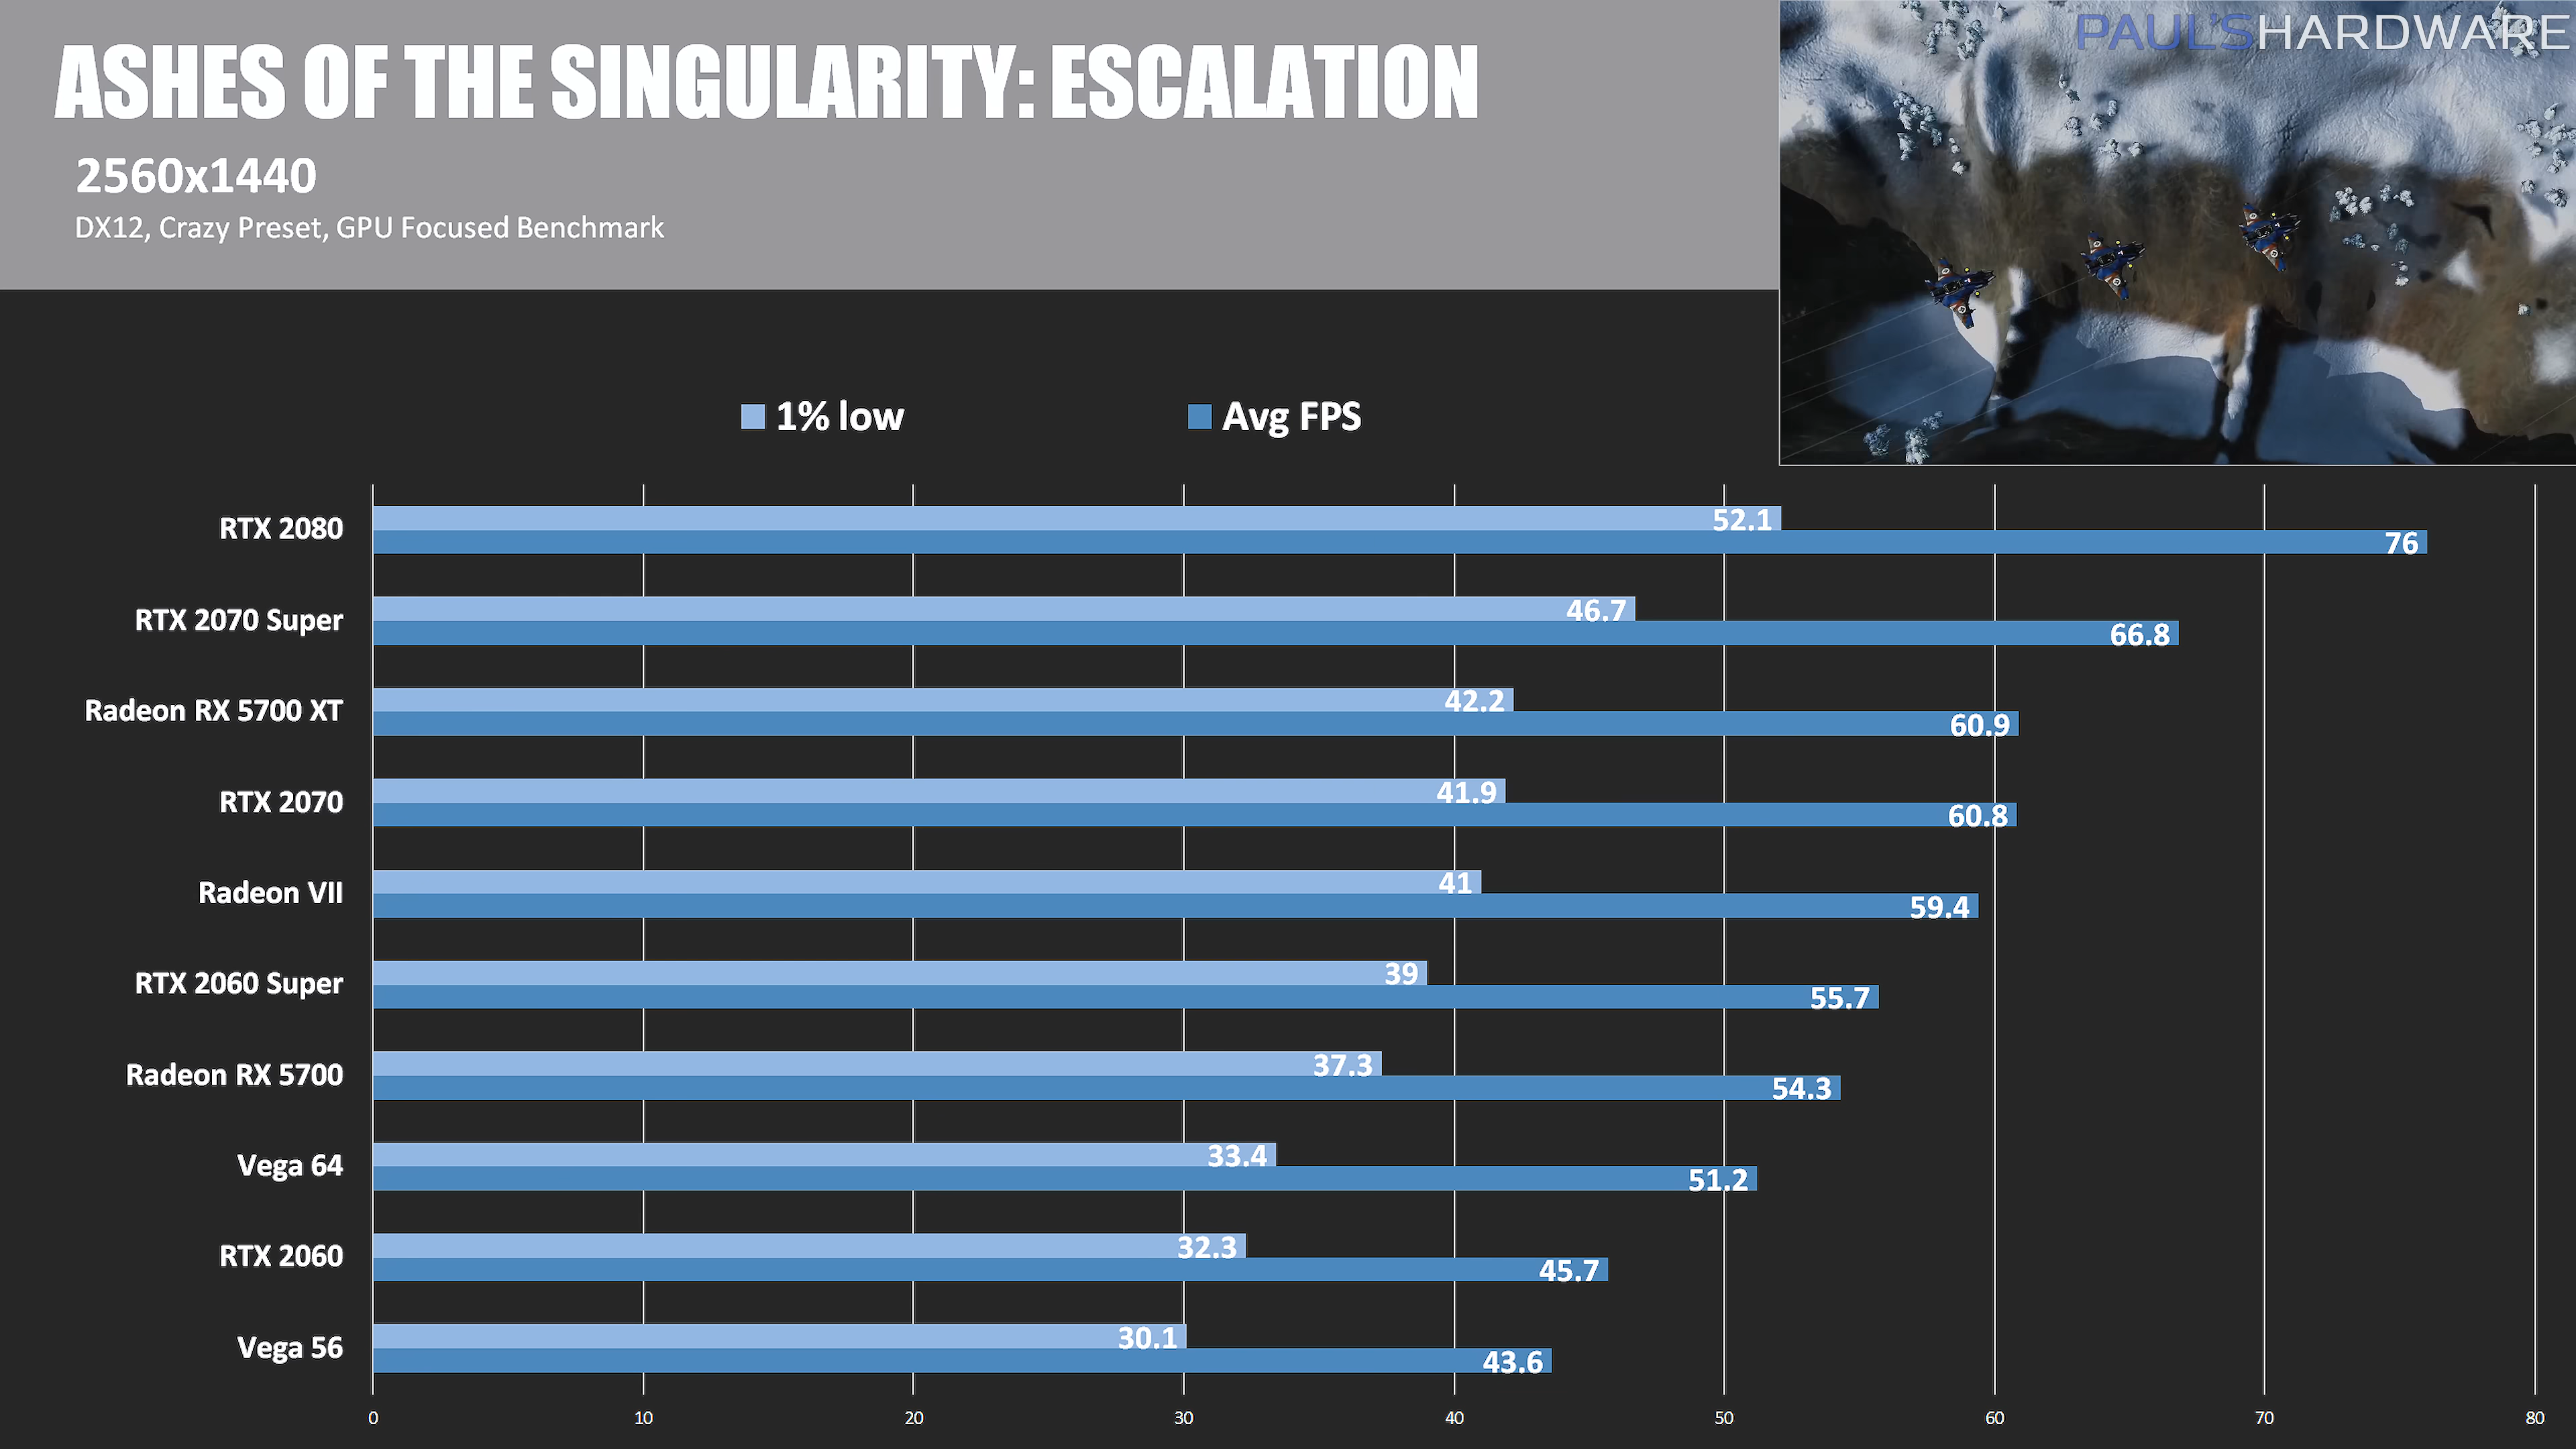 PAUL'SHARDWARE
ASHES OF THE SINGULARITY: ESCALATION
2560x1440
DX12, Crazy Preset, GPU Focused Benchmark
1% low Avg FPS
RTX 2080 52.1
76
RTX 2070 Super 46.7
66.8
Radeon RX 5700 XT 42.2
60.9
RTX 2070 41.9
60.8
Radeon VII 41
59.4
RTX 2060 Super 39
55.7
Radeon RX 5700 37.3
54.3
Vega 64 33.4
51.2
RTX 2060 32.3
45.7
Vega 56 30.1
43.6
0 10 20 30 40 50 60 70 80